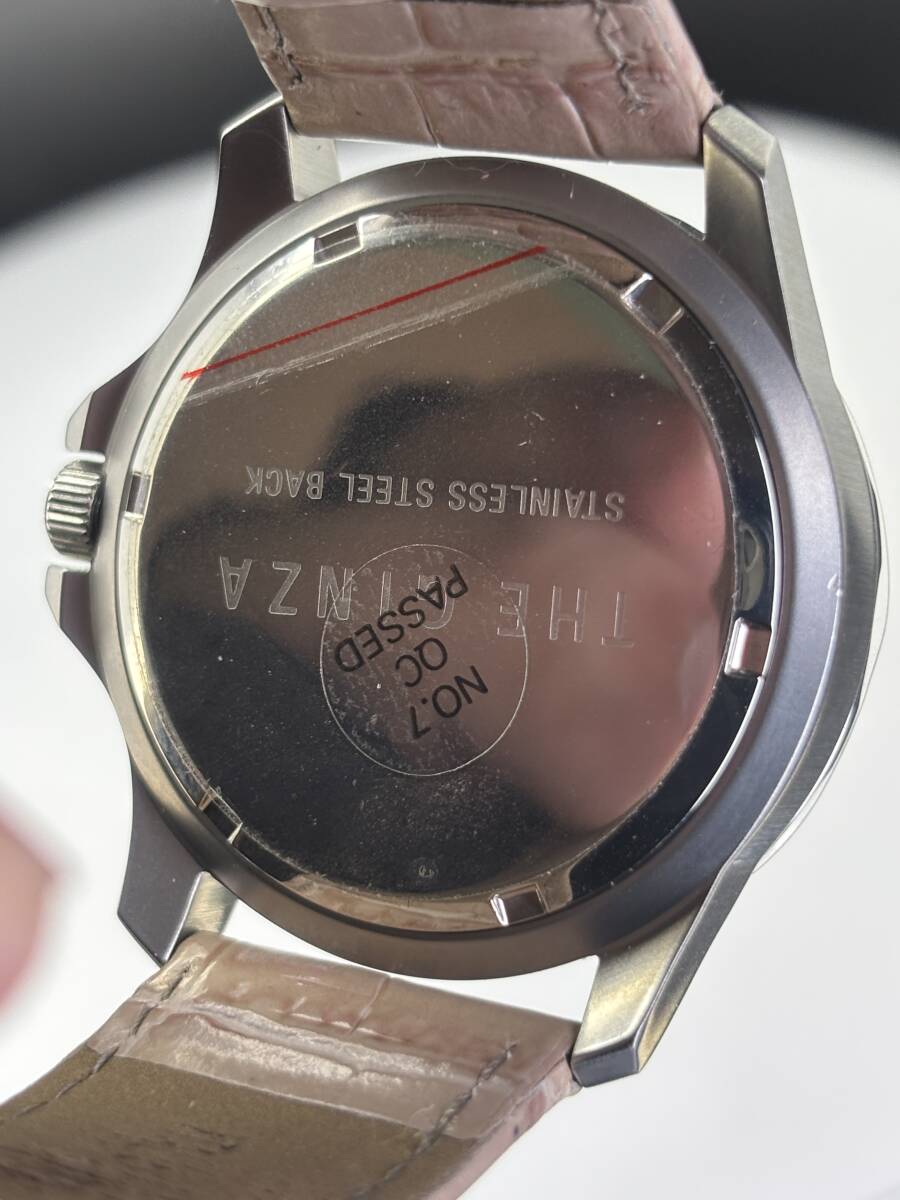 THE GINZA
STAINLESS STEEL BACK
NO.7
QC
PASSED